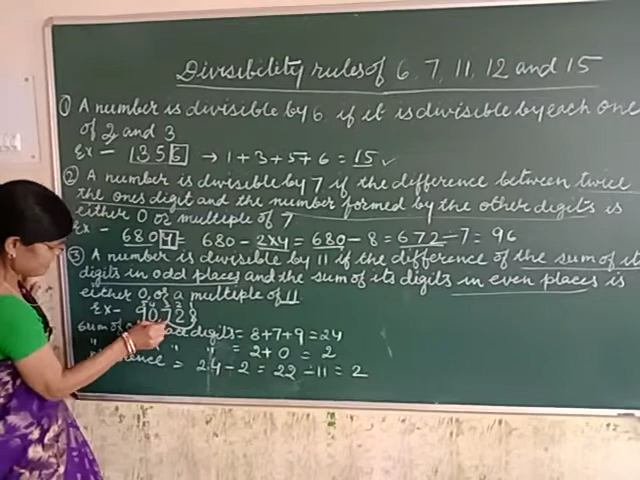 Divisibility rules of 6, 7, 11, 12 and 15
① A number is divisible by 6 if it is divisible by each one
of 2 and 3
Ex - 1356 → 1+3+5+6 = 15 ✓
② A number is divisible by 7 if the difference between twice
the ones digit and the number formed by the other digits is
either 0 or multiple of 7
Ex - 6804 = 680 - 2×4 = 680 - 8 = 672 ÷ 7 = 96
③ A number is divisible by 11 if the difference of the sum of its
digits in odd places and the sum of its digits in even places is
either 0, or a multiple of 11
Ex - 90,728
Sum of digits = 8+7+9 = 24
" " " = 2+0 = 2
= 24 - 2 = 22 ÷ 11 = 2